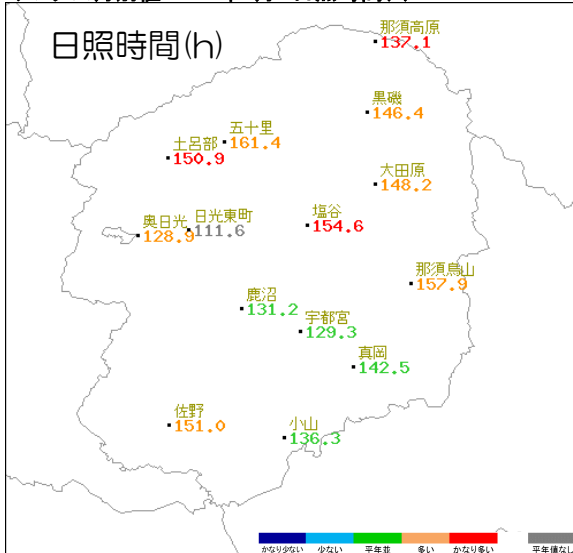 日照時間(h)
那須高原
137.1
黒磯
146.4
五十里
161.4
土呂部
150.9
大田原
148.2
塩谷
154.6
日光東町
111.6
奥日光
128.9
那須烏山
157.9
鹿沼
131.2
宇都宮
129.3
真岡
142.5
佐野
151.0
小山
136.3
かなり少ない 少ない 平年並 多い かなり多い 平年値なし